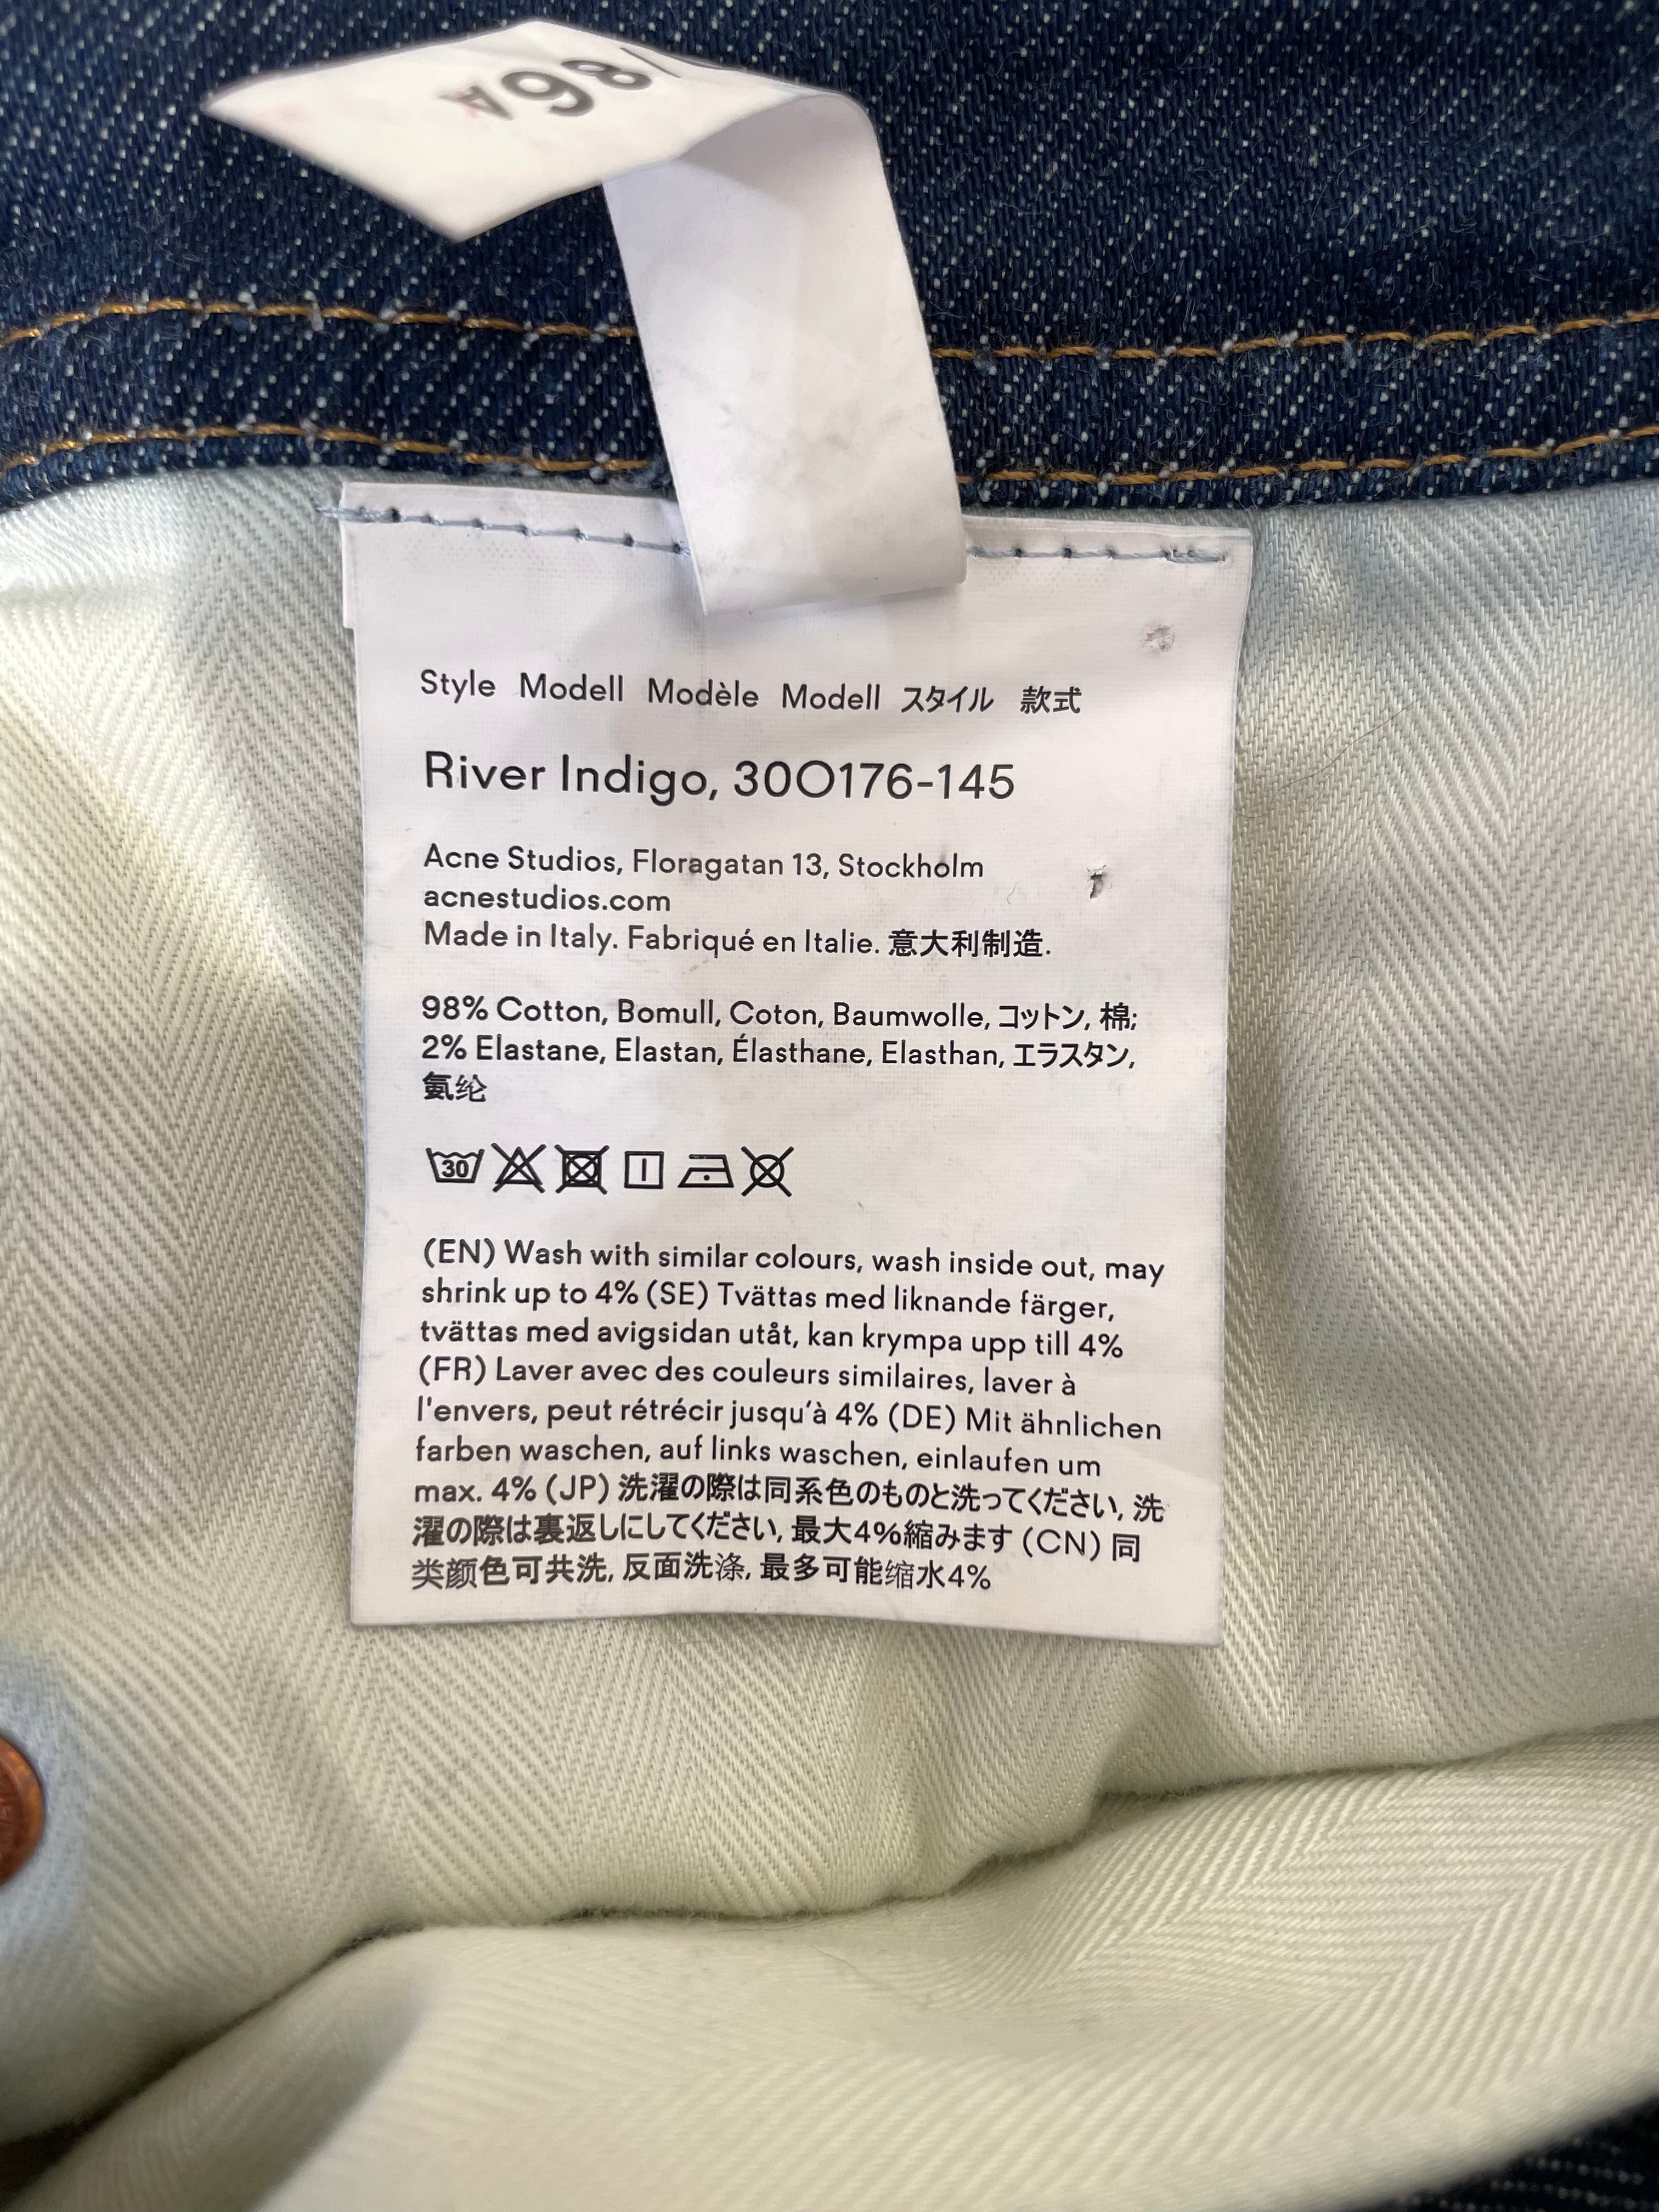 /86A
Style Modell Modèle Modell スタイル 款式
River Indigo, 30O176-145
Acne Studios, Floragatan 13, Stockholm
acnestudios.com
Made in Italy. Fabriqué en Italie. 意大利制造.
98% Cotton, Bomull, Coton, Baumwolle, コットン, 棉;
2% Elastane, Elastan, Élasthane, Elasthan, エラスタン,
氨纶
30
(EN) Wash with similar colours, wash inside out, may
shrink up to 4% (SE) Tvättas med liknande färger,
tvättas med avigsidan utåt, kan krympa upp till 4%
(FR) Laver avec des couleurs similaires, laver à
l'envers, peut rétrécir jusqu'à 4% (DE) Mit ähnlichen
farben waschen, auf links waschen, einlaufen um
max. 4% (JP) 洗濯の際は同系色のものと洗ってください, 洗
濯の際は裏返しにしてください, 最大4%縮みます (CN) 同
类颜色可共洗, 反面洗涤, 最多可能缩水4%